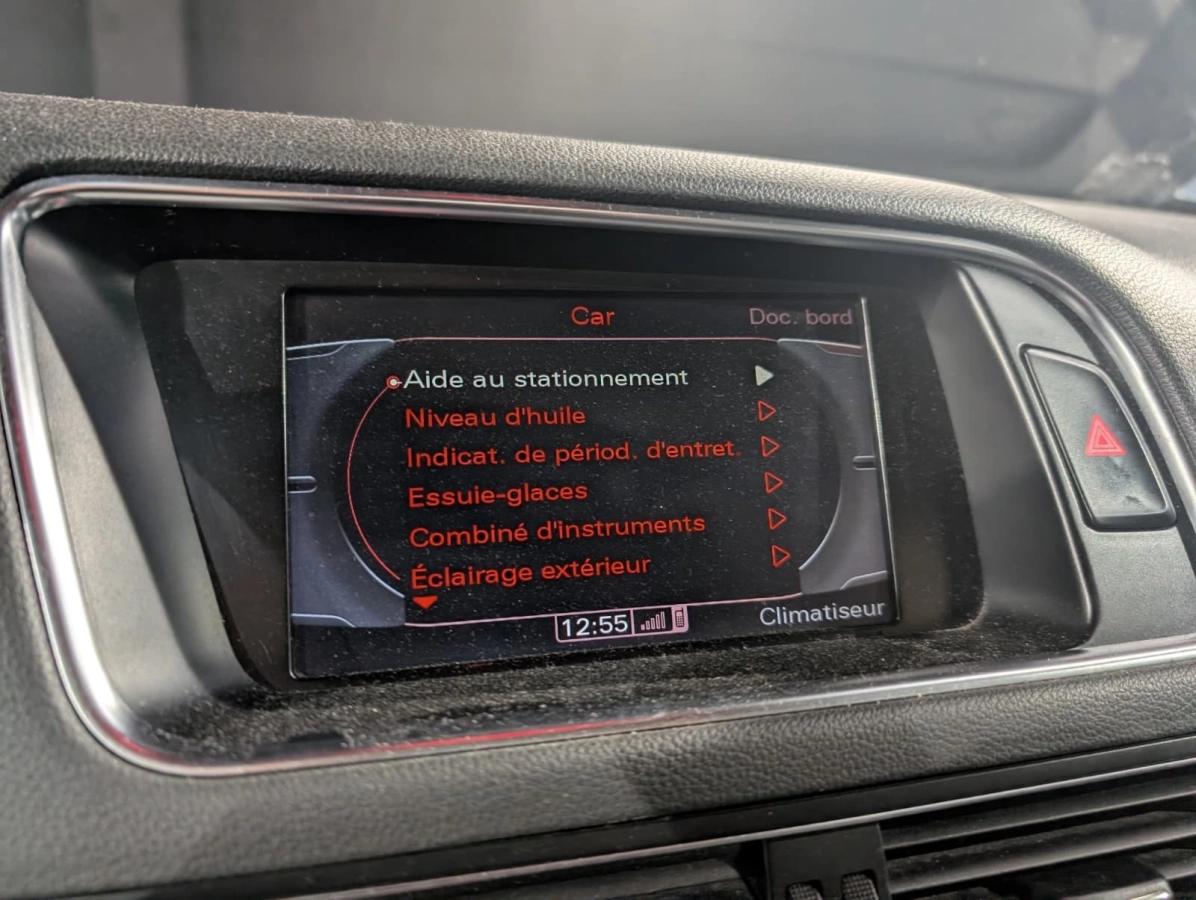 Car
Doc. bord
Aide au stationnement
Niveau d'huile
Indicat. de périod. d'entret.
Essuie-glaces
Combiné d'instruments
Éclairage extérieur
12:55
Climatiseur